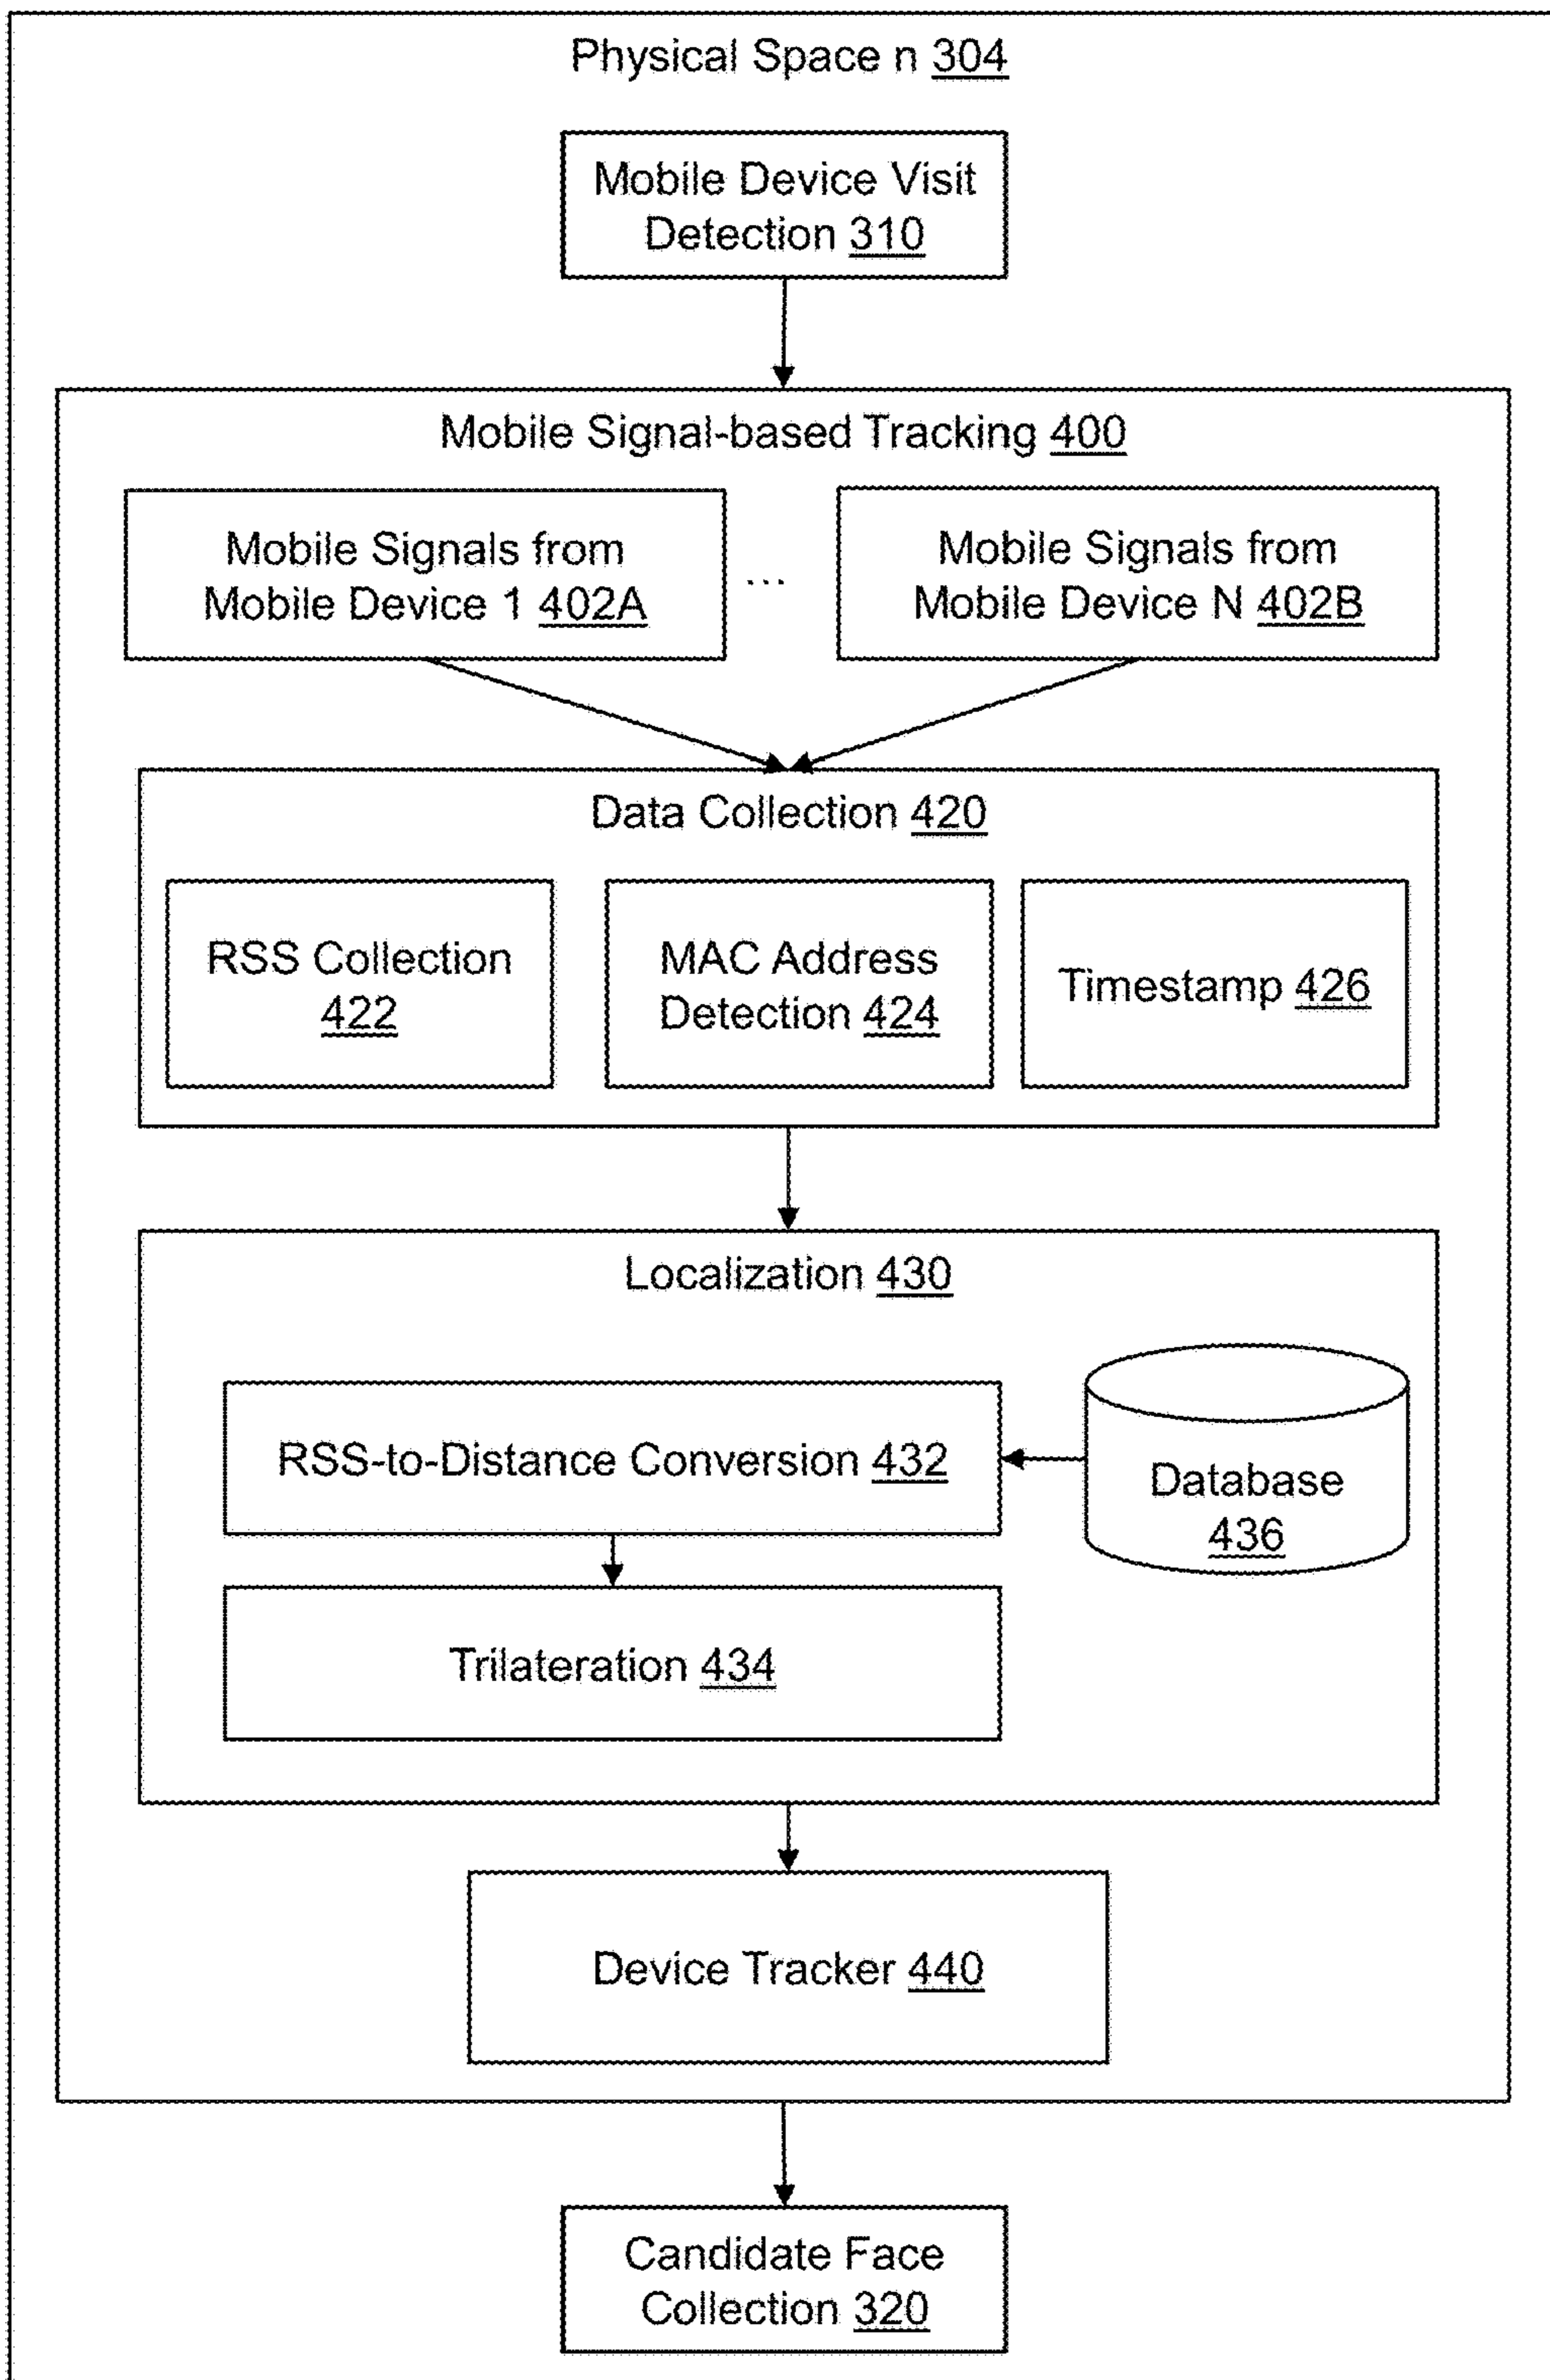 Physical Space n 304
Mobile Device Visit
Detection 310
Mobile Signal-based Tracking 400
Mobile Signals from
Mobile Device 1 402A
...
Mobile Signals from
Mobile Device N 402B
Data Collection 420
RSS Collection
422
MAC Address
Detection 424
Timestamp 426
Localization 430
RSS-to-Distance Conversion 432
Database
436
Trilateration 434
Device Tracker 440
Candidate Face
Collection 320